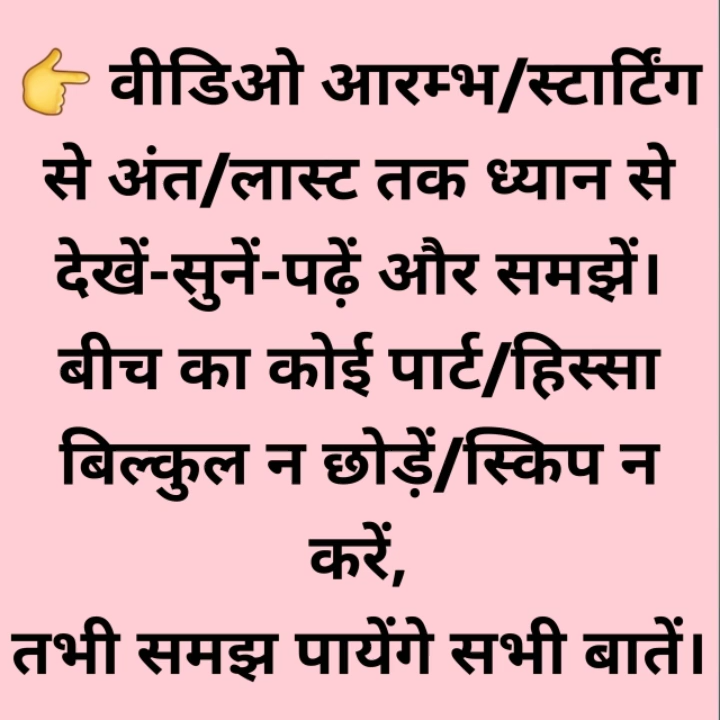 👉 वीडिओ आरम्भ/स्टार्टिंग
से अंत/लास्ट तक ध्यान से
देखें-सुनें-पढ़ें और समझें।
बीच का कोई पार्ट/हिस्सा
बिल्कुल न छोड़ें/स्किप न
करें,
तभी समझ पायेंगे सभी बातें।